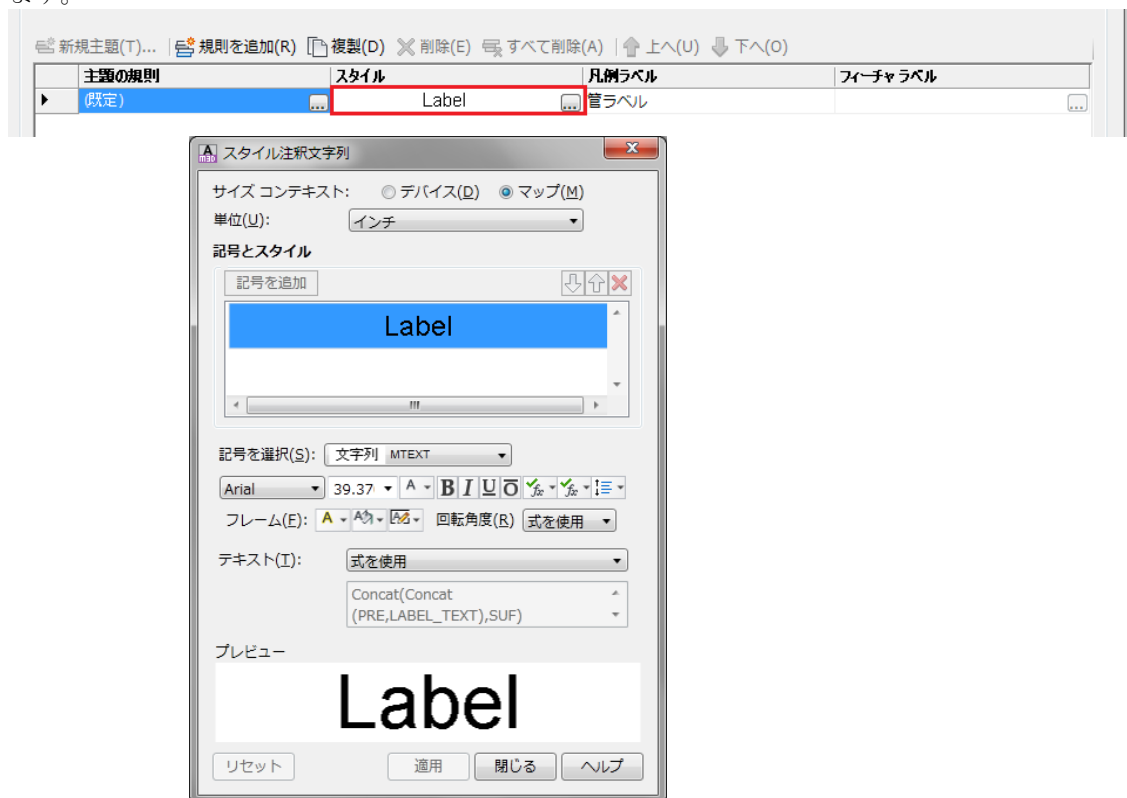 ます。
新規主題(T)... 規則を追加(R) 複製(D) 削除(E) すべて削除(A) 上へ(U) 下へ(O)
主題の規則 スタイル 凡例ラベル フィーチャ ラベル
(既定) ... Label ... 管ラベル ...
スタイル注釈文字列
サイズ コンテキスト: デバイス(D) マップ(M)
単位(U): インチ
記号とスタイル
記号を追加
Label
記号を選択(S): 文字列 MTEXT
Arial 39.37 A B I U O
フレーム(F): A 回転角度(R) 式を使用
テキスト(T): 式を使用
Concat(Concat
(PRE,LABEL_TEXT),SUF)
プレビュー
Label
リセット 適用 閉じる ヘルプ